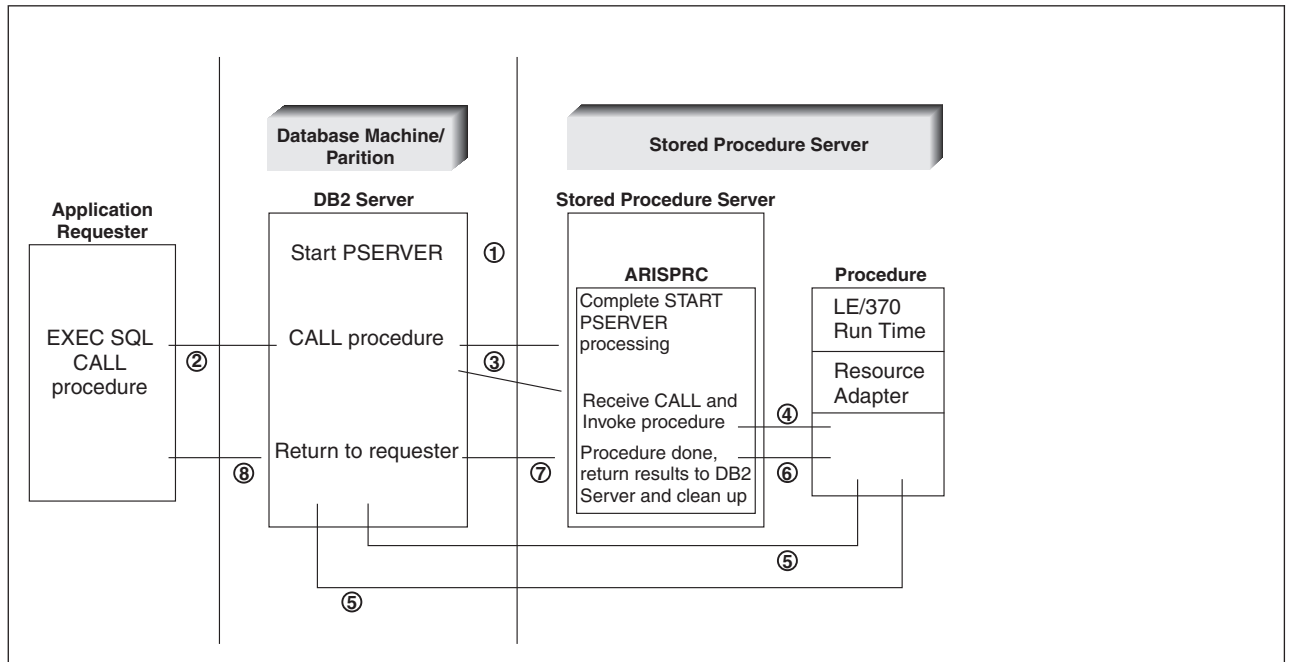 Database Machine/
Parition
Stored Procedure Server
Application
Requester
DB2 Server
Stored Procedure Server
Start PSERVER
①
ARISPRC
Procedure
EXEC SQL
CALL
procedure
②
CALL procedure
③
Complete START
PSERVER
processing
LE/370
Run Time
Resource
Adapter
Receive CALL and
Invoke procedure
④
⑧
Return to requester
⑦
Procedure done,
return results to DB2
Server and clean up
⑥
⑤
⑤